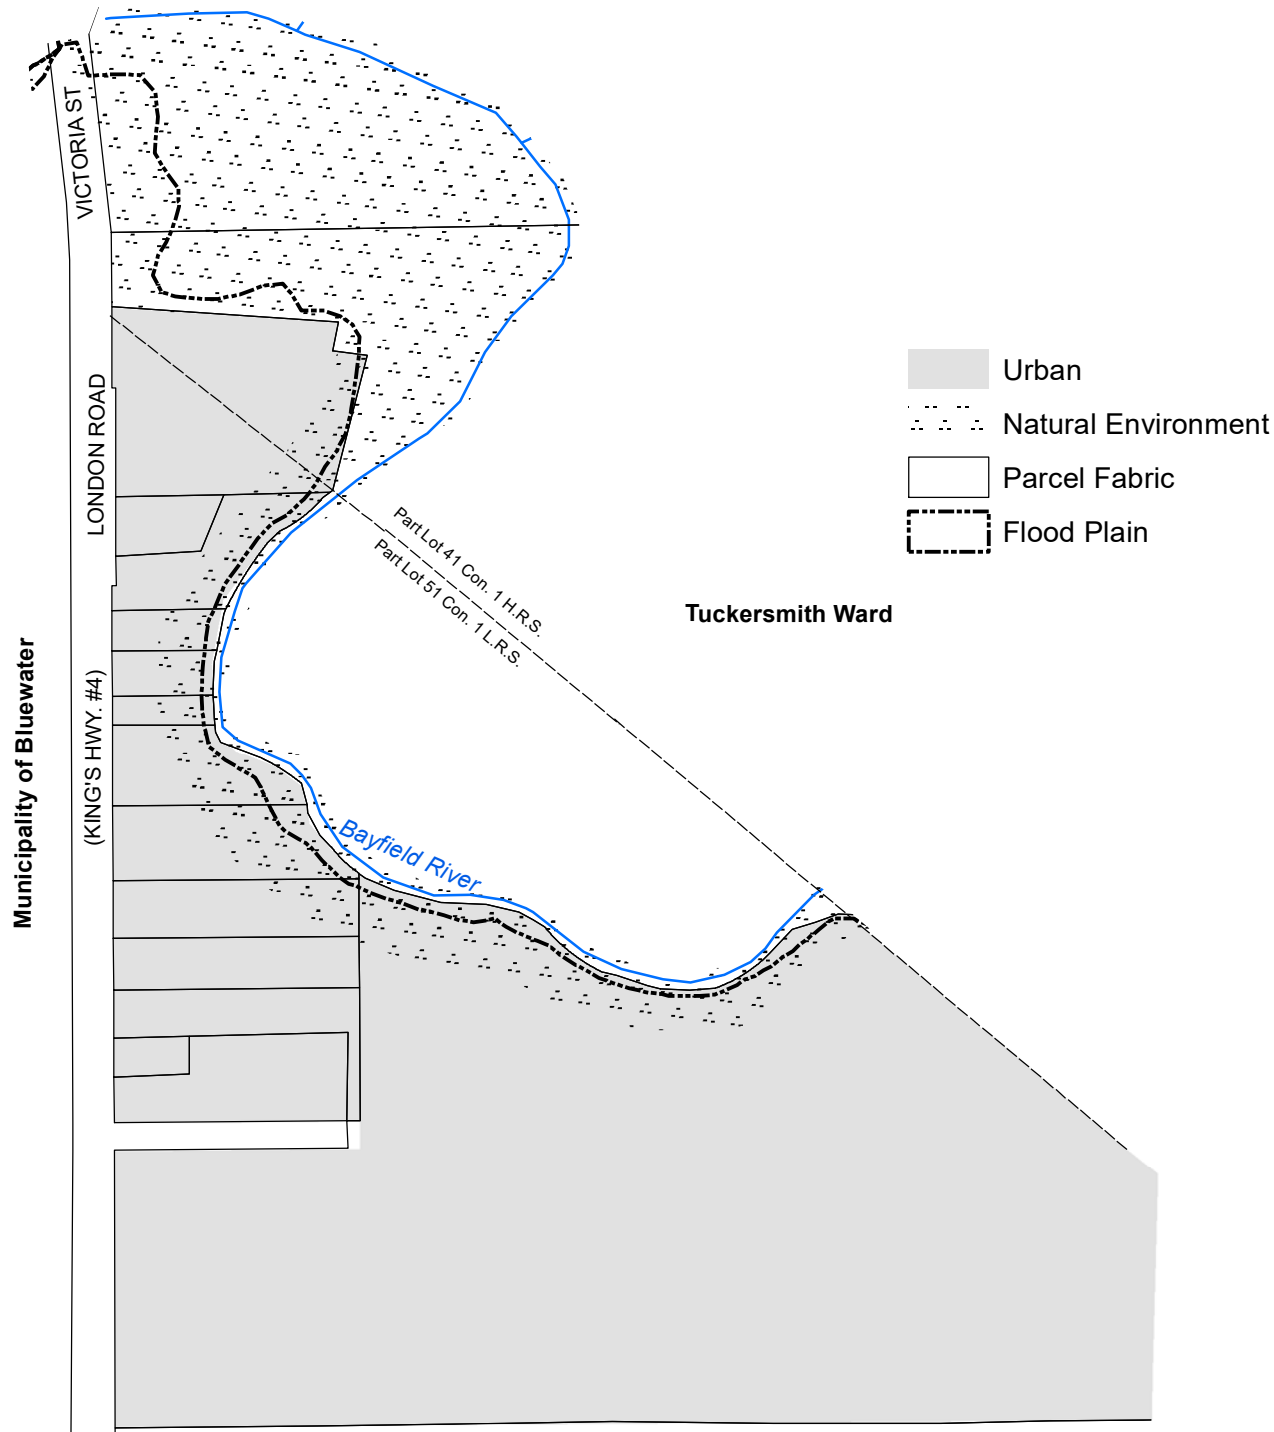 VICTORIA ST
LONDON ROAD
(KING'S HWY. #4)
Municipality of Bluewater
Urban
Natural Environment
Parcel Fabric
Flood Plain
Part Lot 41 Con. 1 H.R.S.
Part Lot 51 Con. 1 L.R.S.
Tuckersmith Ward
Bayfield River